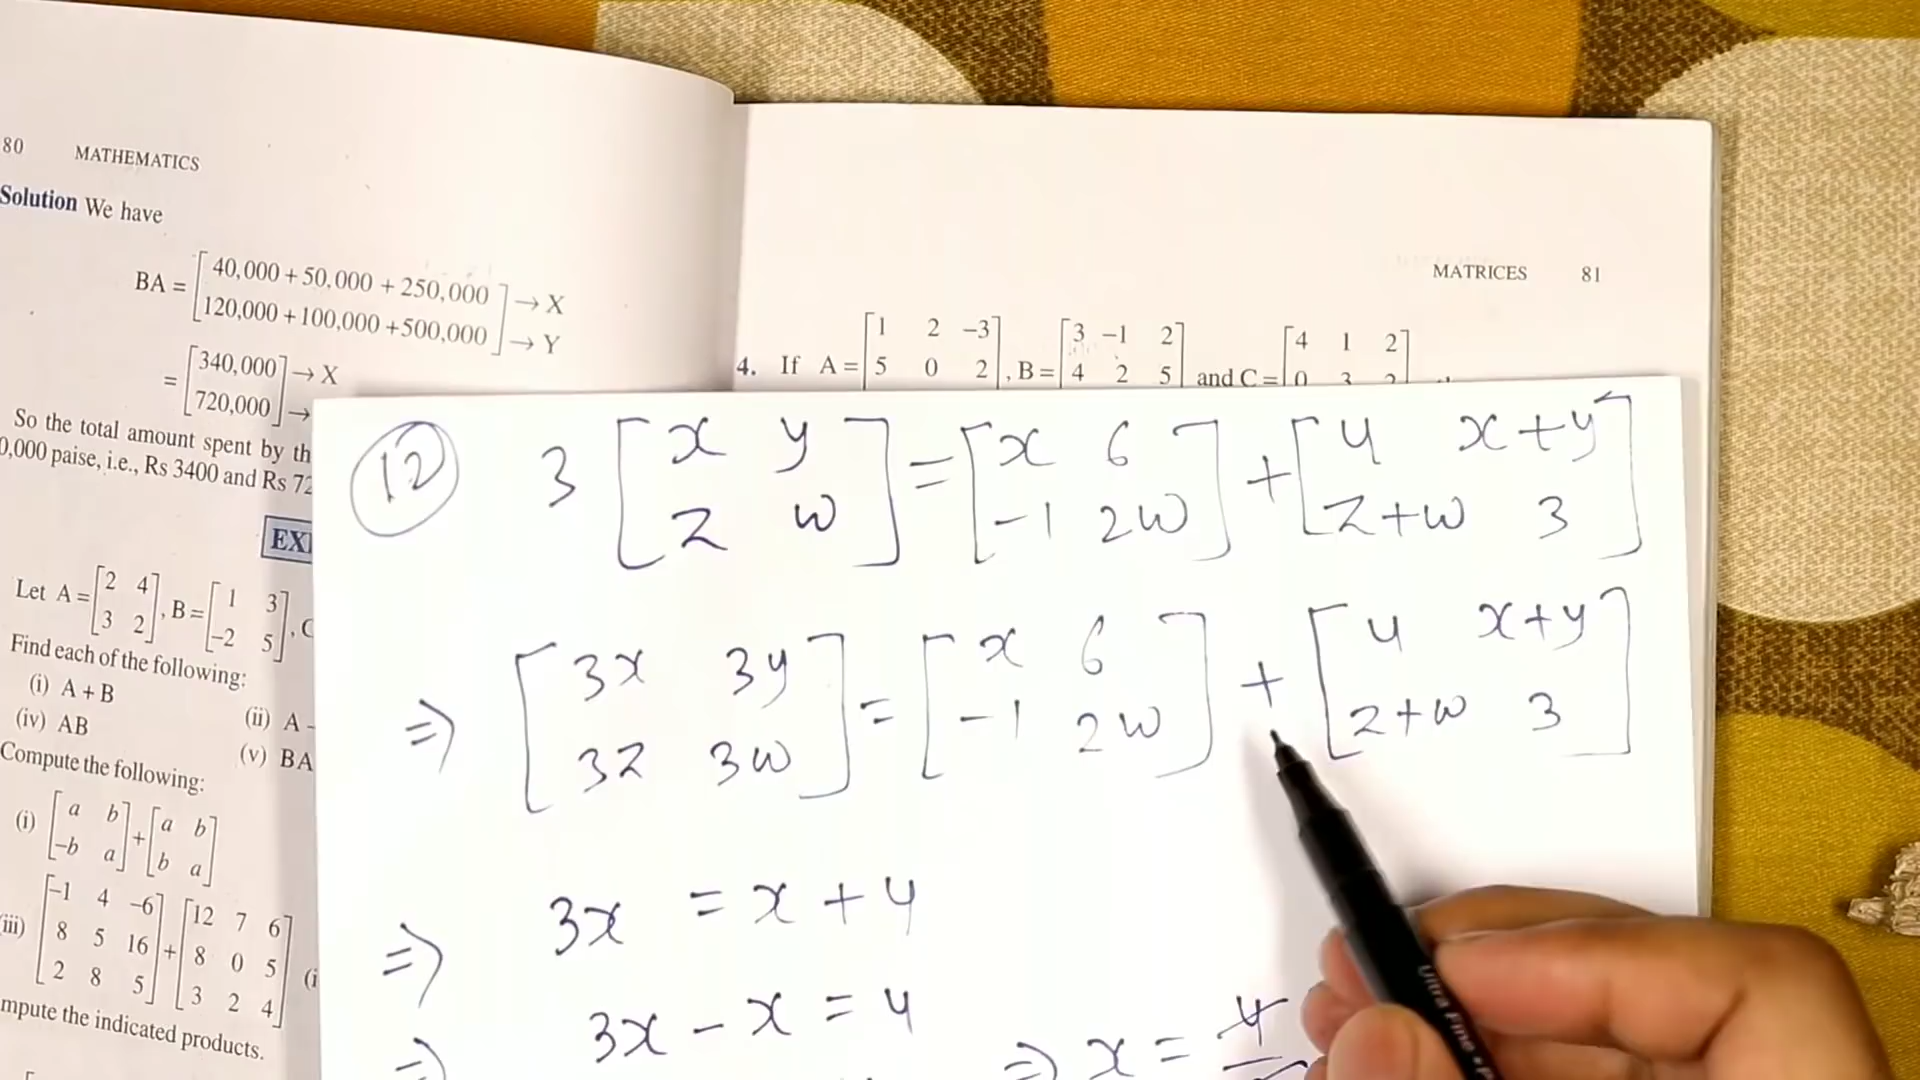 80 MATHEMATICS
Solution We have
BA = [ 40,000 + 50,000 + 250,000 ] → X
[ 120,000 + 100,000 + 500,000 ] → Y
= [ 340,000 ] → X
[ 720,000 ] →
So the total amount spent by th
0,000 paise, i.e., Rs 3400 and Rs 72
EX
Let A = [ 2 4 ] , B = [ 1 3 ] , C
[ 3 2 ] [ -2 5 ]
Find each of the following:
(i) A + B (ii) A -
(iv) AB (v) BA
Compute the following:
(i) [ a b ] + [ a b ]
[ -b a ] [ b a ]
(iii) [ -1 4 -6 ] + [ 12 7 6 ] (i
[ 8 5 16 ] [ 8 0 5 ]
[ 2 8 5 ] [ 3 2 4 ]
mpute the indicated products.
MATRICES 81
4. If A = [ 1 2 -3 ] , B = [ 3 -1 2 ] and C = [ 4 1 2 ]
[ 5 0 2 ] [ 4 2 5 ] [ 0 3 2 ]
12 3 [ x y ] = [ x 6 ] + [ 4 x+y ]
[ z w ] [ -1 2w ] [ z+w 3 ]
⇒ [ 3x 3y ] = [ x 6 ] + [ 4 x+y ]
[ 3z 3w ] [ -1 2w ] [ z+w 3 ]
⇒ 3x = x + 4
⇒ 3x - x = 4 ⇒ x = 4
Ultra Fine